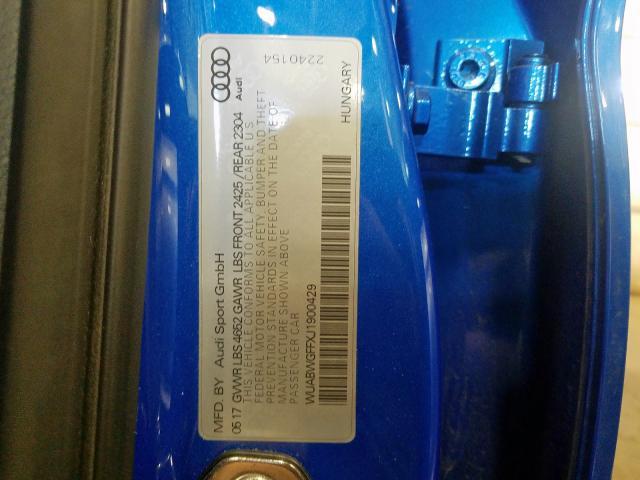 MFD. BY Audi Sport GmbH
Audi
05 17 GVWR LBS 4652 GAWR LBS FRONT 2425 / REAR 2304
THIS VEHICLE CONFORMS TO ALL APPLICABLE U S
FEDERAL MOTOR VEHICLE SAFETY, BUMPER AND THEFT
PREVENTION STANDARDS IN EFFECT ON THE DATE OF
MANUFACTURE SHOWN ABOVE
PASSENGER CAR
WUABWGFFXJ1900429
HUNGARY
2240154